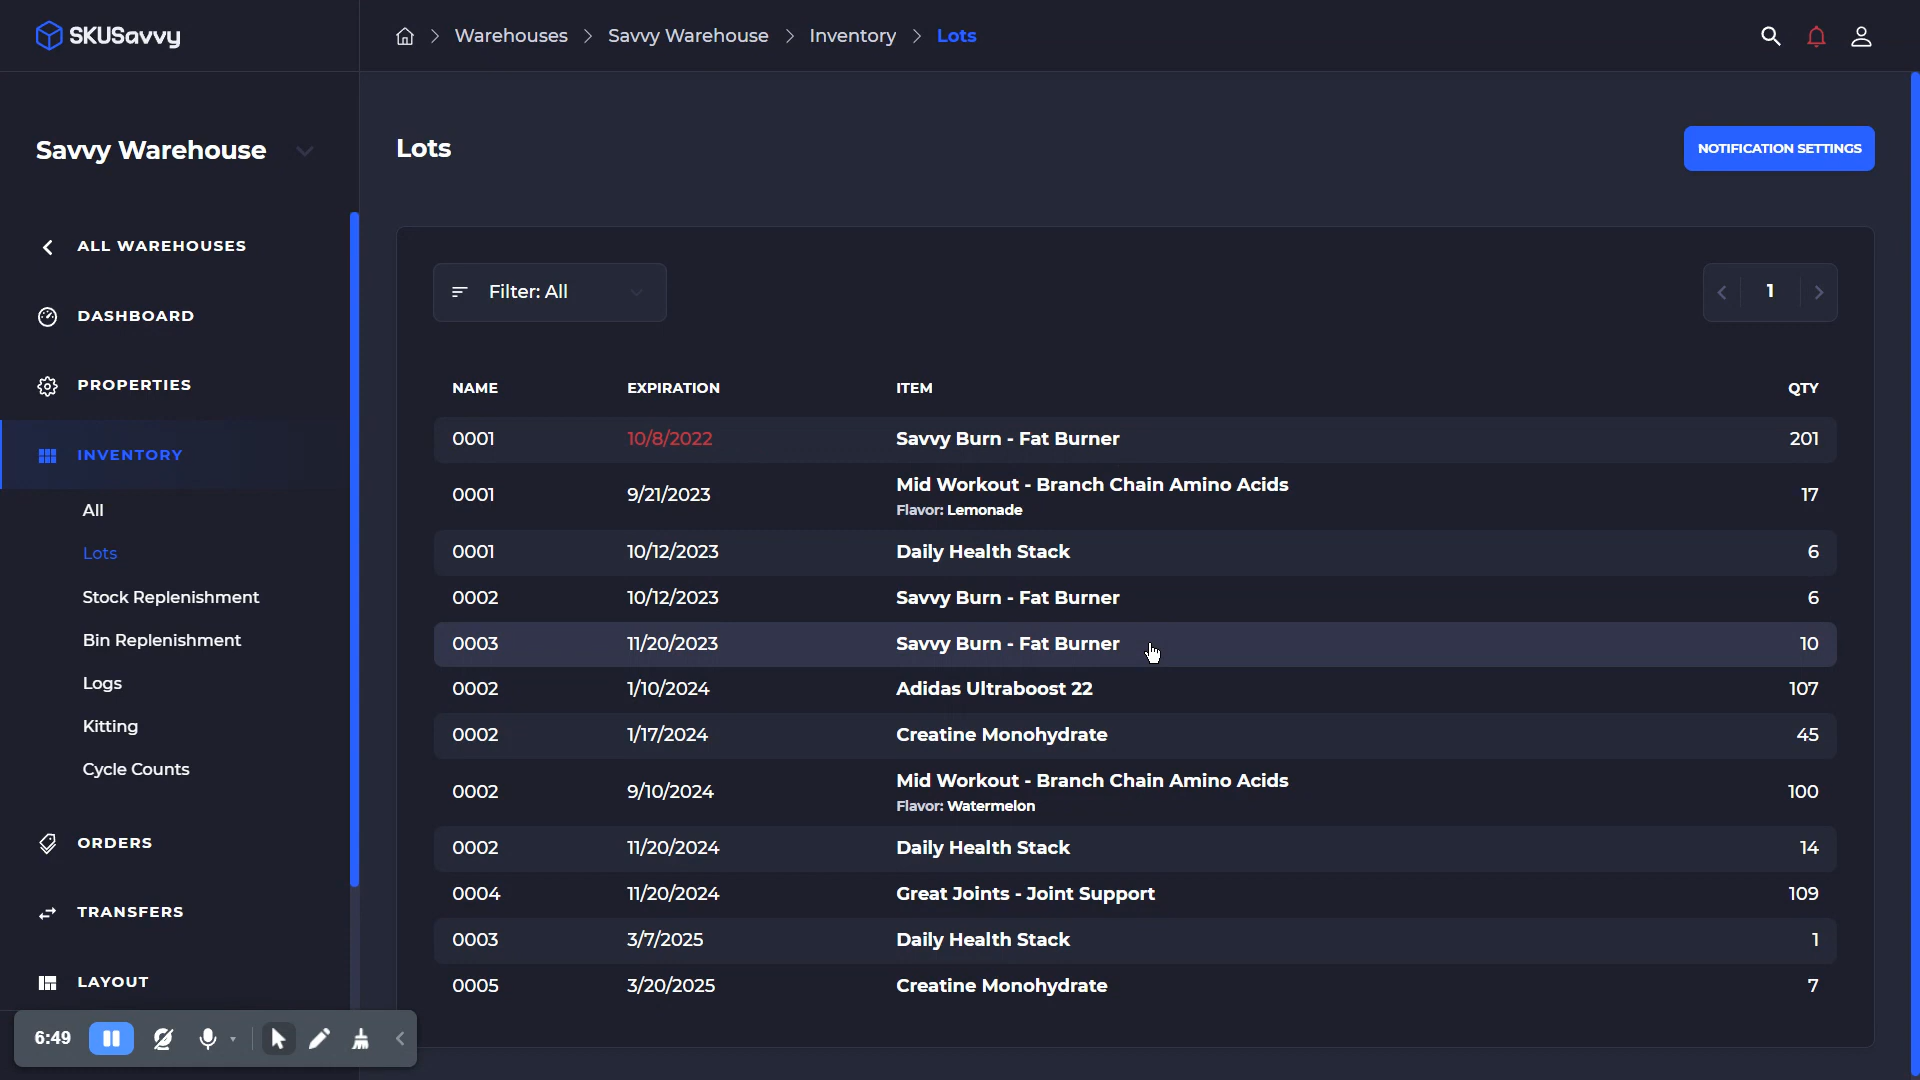 SKUSavvy
Warehouses > Savvy Warehouse > Inventory > Lots
Savvy Warehouse
ALL WAREHOUSES
DASHBOARD
PROPERTIES
INVENTORY
All
Lots
Stock Replenishment
Bin Replenishment
Logs
Kitting
Cycle Counts
ORDERS
TRANSFERS
LAYOUT
6:49
Lots
NOTIFICATION SETTINGS
Filter: All
1
NAME EXPIRATION ITEM QTY
0001 10/8/2022 Savvy Burn - Fat Burner 201
0001 9/21/2023 Mid Workout - Branch Chain Amino Acids 17
Flavor: Lemonade
0001 10/12/2023 Daily Health Stack 6
0002 10/12/2023 Savvy Burn - Fat Burner 6
0003 11/20/2023 Savvy Burn - Fat Burner 10
0002 1/10/2024 Adidas Ultraboost 22 107
0002 1/17/2024 Creatine Monohydrate 45
0002 9/10/2024 Mid Workout - Branch Chain Amino Acids 100
Flavor: Watermelon
0002 11/20/2024 Daily Health Stack 14
0004 11/20/2024 Great Joints - Joint Support 109
0003 3/7/2025 Daily Health Stack 1
0005 3/20/2025 Creatine Monohydrate 7